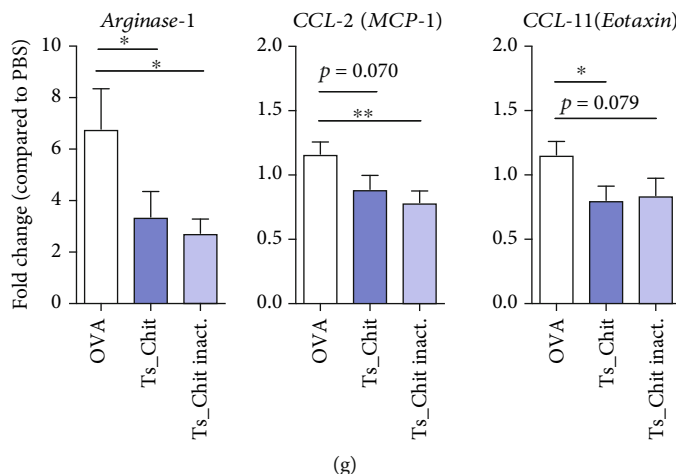 Arginase-1
Fold change (compared to PBS)
10
8
6
4
2
0
*
*
OVA
Ts_Chit
Ts_Chit inact.
CCL-2 (MCP-1)
2.0
1.5
1.0
0.5
0.0
p = 0.070
**
OVA
Ts_Chit
Ts_Chit inact.
CCL-11(Eotaxin)
2.0
1.5
1.0
0.5
0.0
*
p = 0.079
OVA
Ts_Chit
Ts_Chit inact.
(g)